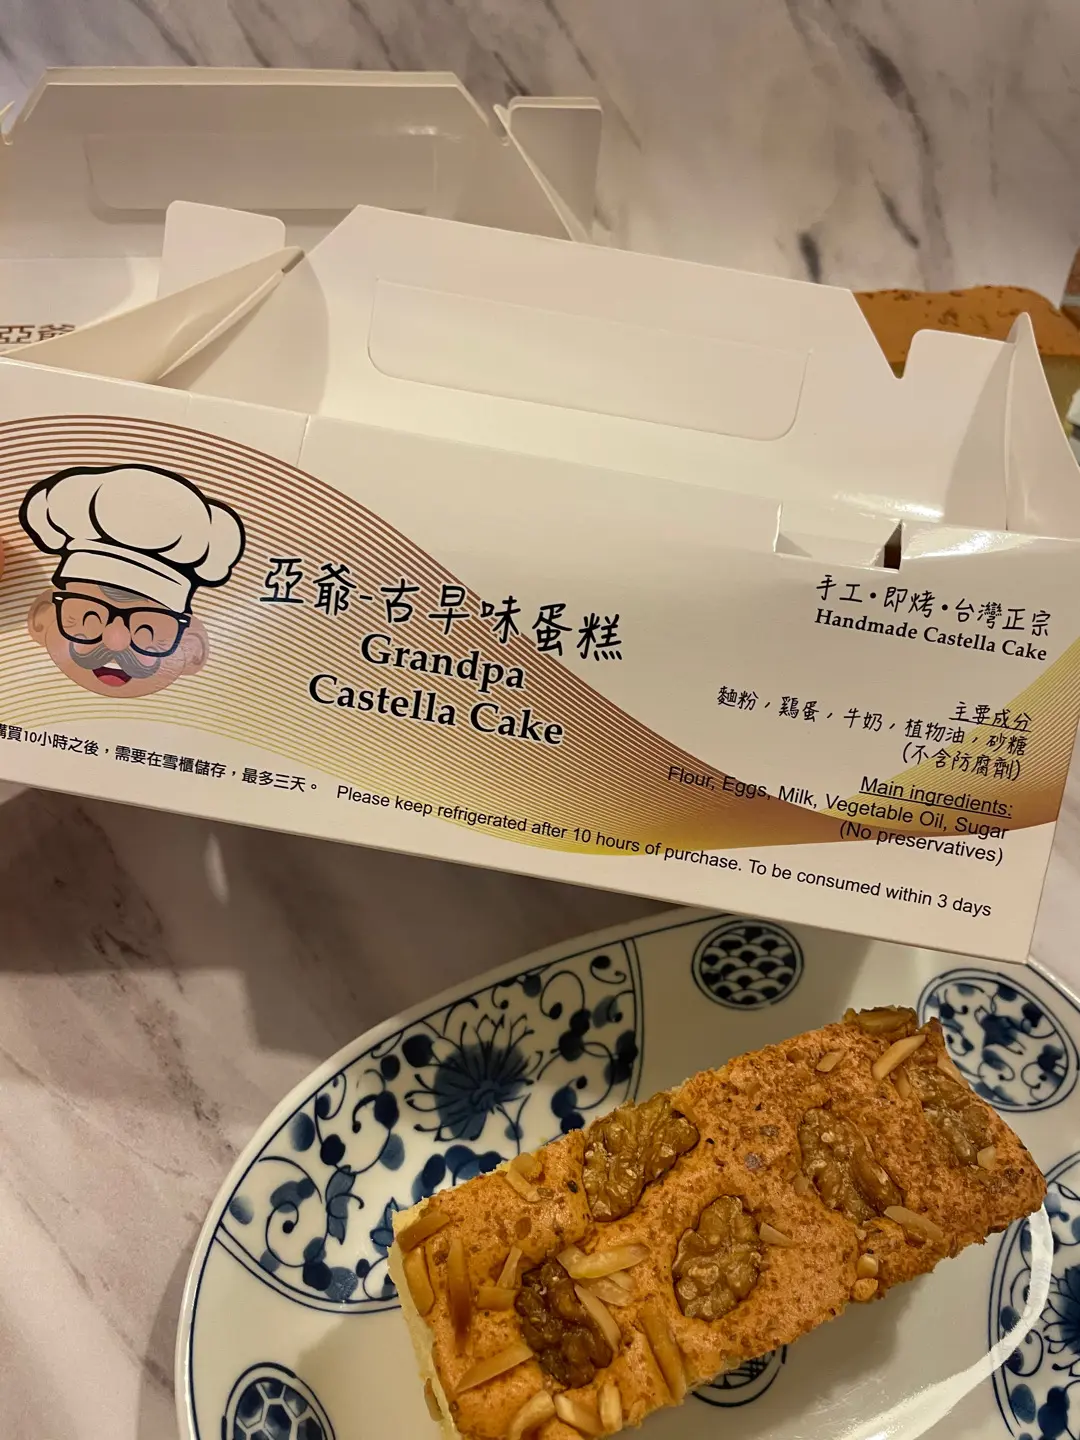 亞爺
亞爺-古早味蛋糕
Grandpa
Castella Cake
手工・即烤・台灣正宗
Handmade Castella Cake
主要成分
麵粉，鷄蛋，牛奶，植物油，砂糖
(不含防腐劑)
Main ingredients:
Flour, Eggs, Milk, Vegetable Oil, Sugar
(No preservatives)
購買10小時之後，需要在雪櫃儲存，最多三天。 Please keep refrigerated after 10 hours of purchase. To be consumed within 3 days